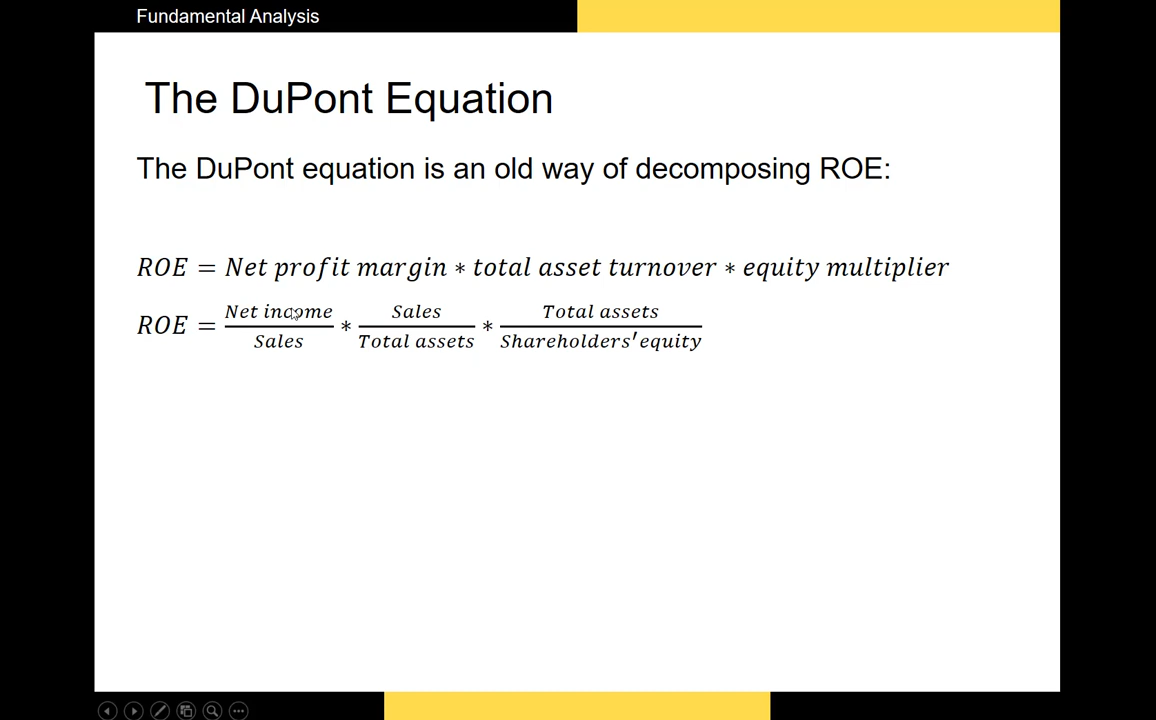 Fundamental Analysis
The DuPont Equation
The DuPont equation is an old way of decomposing ROE:
ROE = Net profit margin * total asset turnover * equity multiplier
ROE = Net income/Sales * Sales/Total assets * Total assets/Shareholders'equity